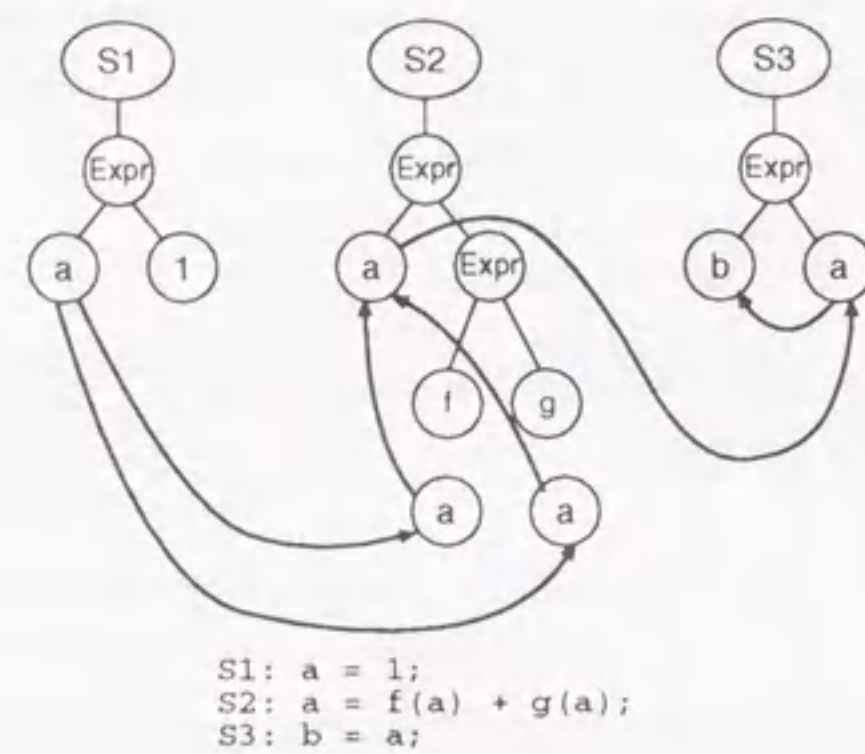 S1 S2 S3
Expr Expr Expr
a 1 a Expr b a
f g
a a
S1: a = 1;
S2: a = f(a) + g(a);
S3: b = a;